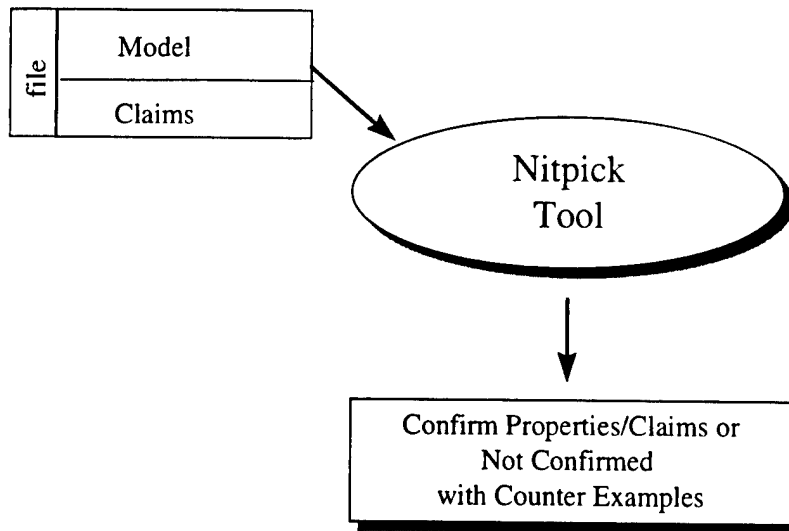 file
Model
Claims
Nitpick
Tool
Confirm Properties/Claims or
Not Confirmed
with Counter Examples